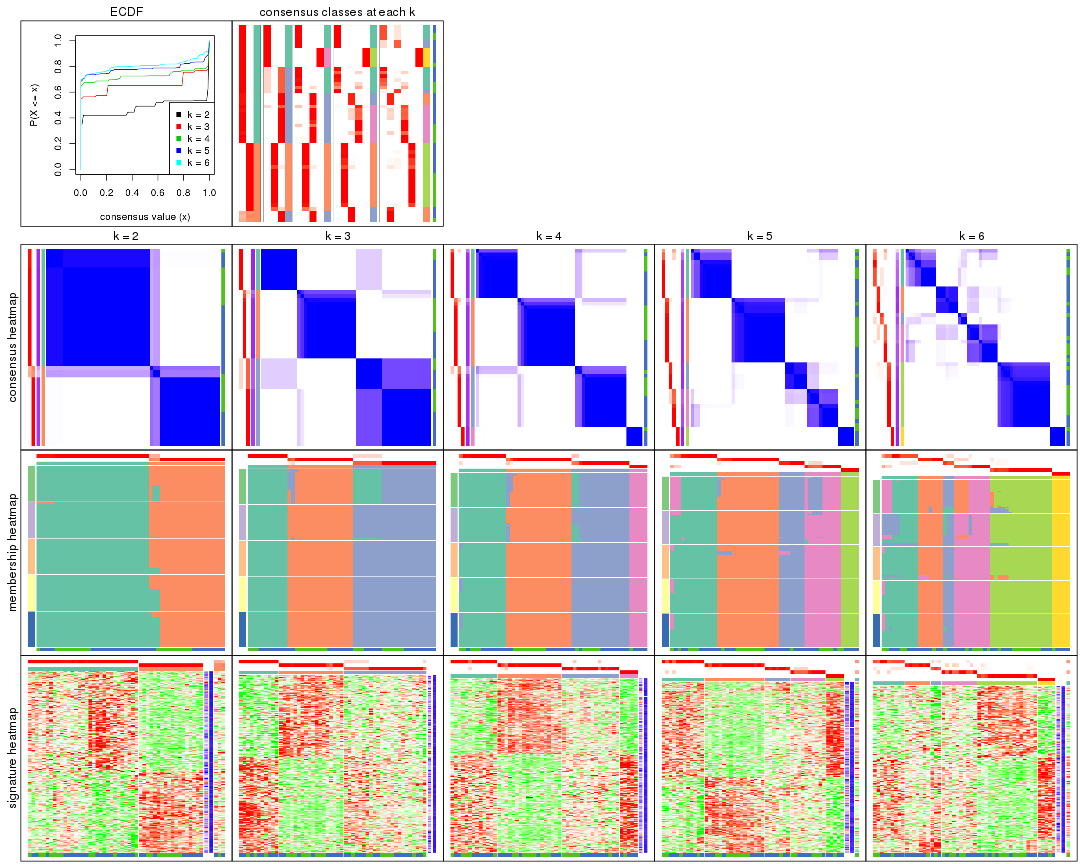 ECDF
consensus classes at each k
P(X <= x)
1.0
0.8
0.6
0.4
0.2
0.0
k = 2
k = 3
k = 4
k = 5
k = 6
0.0 0.2 0.4 0.6 0.8 1.0
consensus value (x)
k = 2 k = 3 k = 4 k = 5 k = 6
consensus heatmap
membership heatmap
signature heatmap